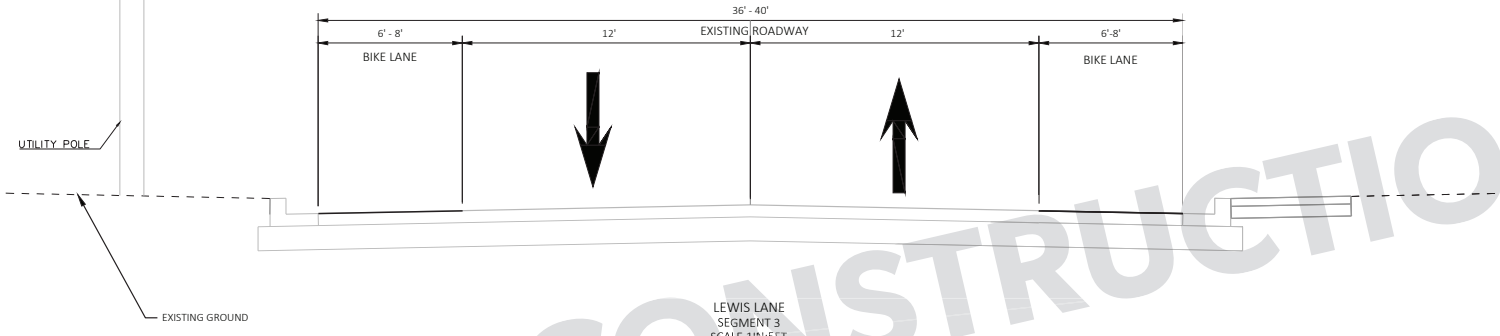 36' - 40'
EXISTING ROADWAY
6' - 8'
12'
12'
6'-8'
BIKE LANE
BIKE LANE
UTILITY POLE
EXISTING GROUND
LEWIS LANE
SEGMENT 3
CONSTRUCTIO